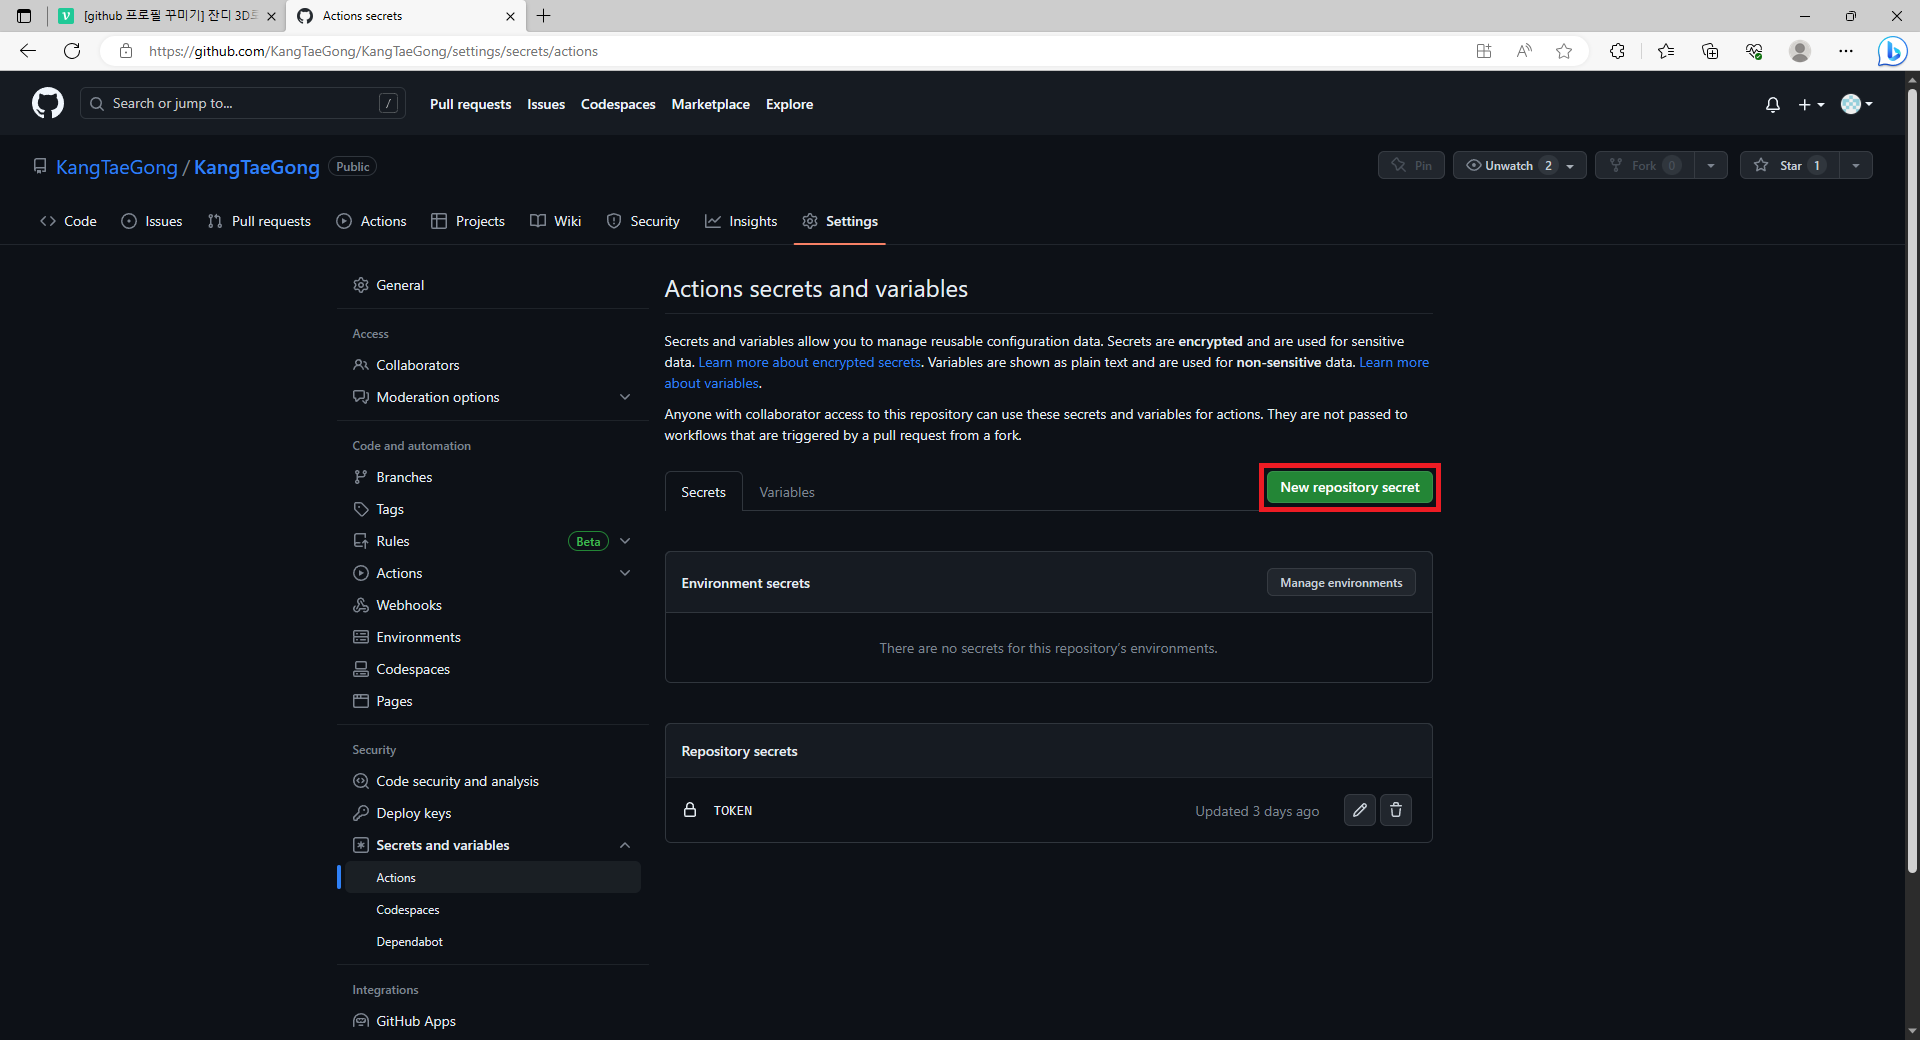 [github 프로필 꾸미기] 잔디 3D로
Actions secrets
https://github.com/KangTaeGong/KangTaeGong/settings/secrets/actions
Search or jump to... /
Pull requests Issues Codespaces Marketplace Explore
KangTaeGong / KangTaeGong Public
Pin Unwatch 2 Fork 0 Star 1
Code Issues Pull requests Actions Projects Wiki Security Insights Settings
General
Access
Collaborators
Moderation options
Code and automation
Branches
Tags
Rules Beta
Actions
Webhooks
Environments
Codespaces
Pages
Security
Code security and analysis
Deploy keys
Secrets and variables
Actions
Codespaces
Dependabot
Integrations
GitHub Apps
Actions secrets and variables
Secrets and variables allow you to manage reusable configuration data. Secrets are encrypted and are used for sensitive
data. Learn more about encrypted secrets. Variables are shown as plain text and are used for non-sensitive data. Learn more
about variables.
Anyone with collaborator access to this repository can use these secrets and variables for actions. They are not passed to
workflows that are triggered by a pull request from a fork.
Secrets Variables New repository secret
Environment secrets Manage environments
There are no secrets for this repository's environments.
Repository secrets
TOKEN Updated 3 days ago